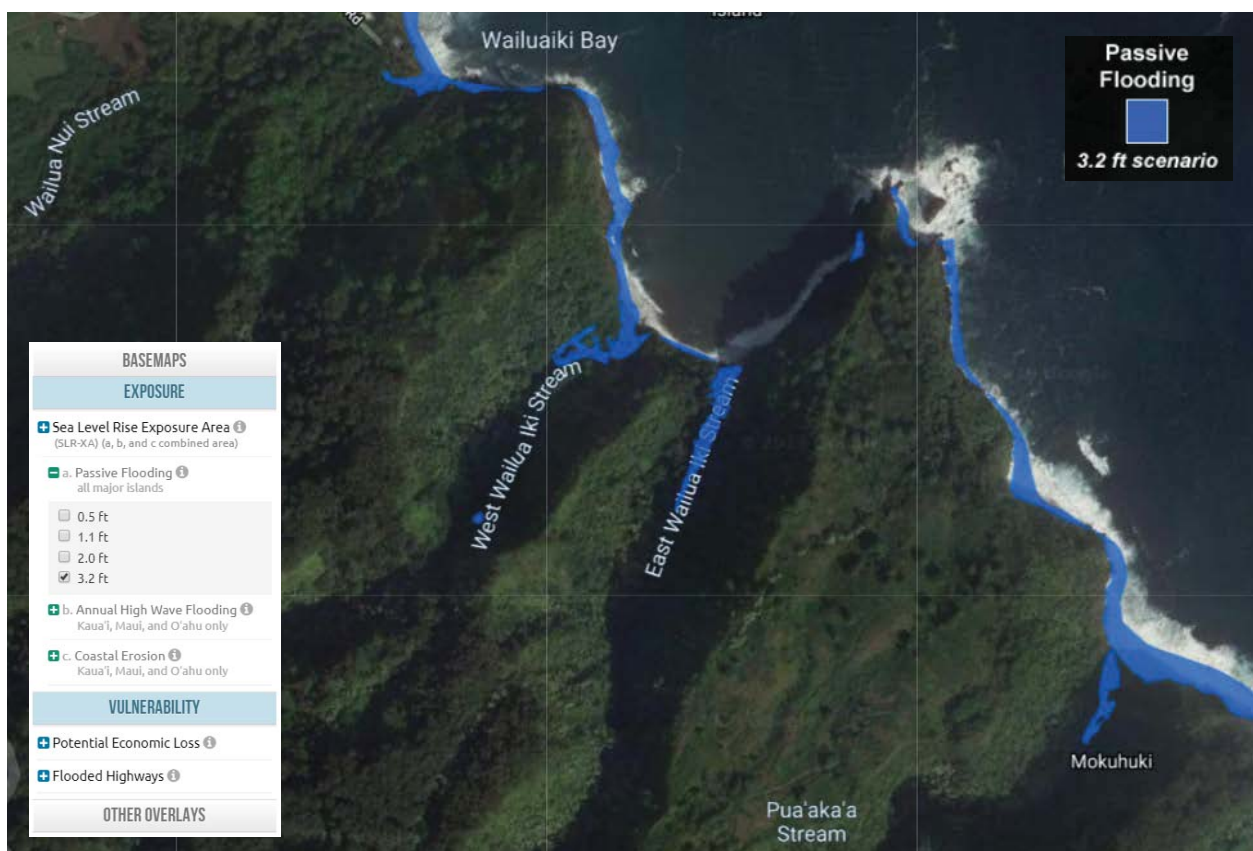 Island
Rd
Wailuaiki Bay
Passive
Flooding
3.2 ft scenario
Wailua Nui Stream
West Wailua Iki Stream
East Wailua Iki Stream
Mokuhuki
Pua'aka'a
Stream
BASEMAPS
EXPOSURE
Sea Level Rise Exposure Area
(SLR-XA) (a, b, and c combined area)
a. Passive Flooding
all major islands
0.5 ft
1.1 ft
2.0 ft
3.2 ft
b. Annual High Wave Flooding
Kaua'i, Maui, and O'ahu only
c. Coastal Erosion
Kaua'i, Maui, and O'ahu only
VULNERABILITY
Potential Economic Loss
Flooded Highways
OTHER OVERLAYS